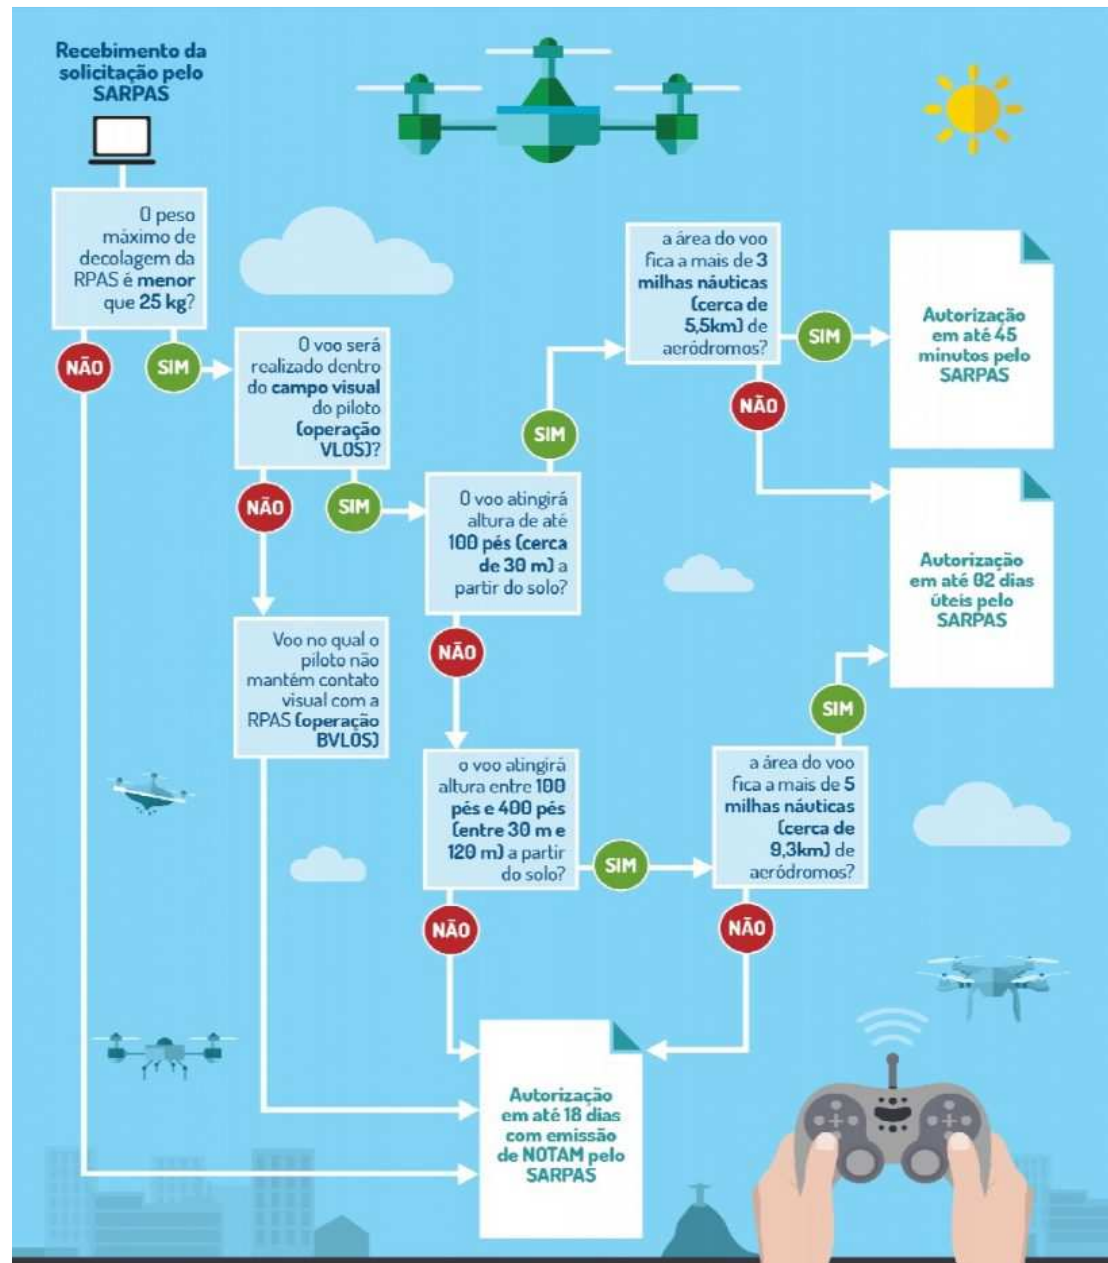 Recebimento da
solicitação pelo
SARPAS
O peso
máximo de
decolagem da
RPAS é menor
que 25 kg?
NÃO
SIM
O voo será
realizado dentro
do campo visual
do piloto
(operação
VLOS)?
NÃO
SIM
Voo no qual o
piloto não
mantém contato
visual com a
RPAS (operação
BVLOS)
O voo atingirá
altura de até
100 pés (cerca
de 30 m) a
partir do solo?
SIM
NÃO
a área do voo
fica a mais de 3
milhas náuticas
(cerca de
5,5km) de
aeródromos?
SIM
NÃO
Autorização
em até 45
minutos pelo
SARPAS
Autorização
em até 02 dias
úteis pelo
SARPAS
o voo atingirá
altura entre 100
pés e 400 pés
(entre 30 m e
120 m) a partir
do solo?
SIM
NÃO
a área do voo
fica a mais de 5
milhas náuticas
(cerca de
9,3km) de
aeródromos?
SIM
NÃO
Autorização
em até 18 dias
com emissão
de NOTAM pelo
SARPAS